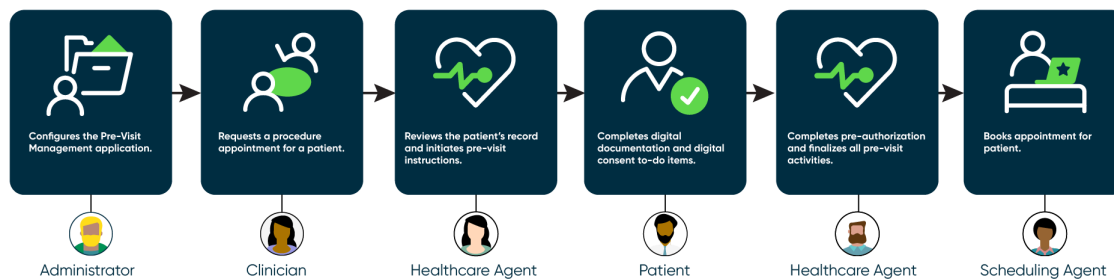 Configures the Pre-Visit
Management application.
Requests a procedure
appointment for a patient.
Reviews the patient's record
and initiates pre-visit
instructions.
Completes digital
documentation and digital
consent to-do items.
Completes pre-authorization
and finalizes all pre-visit
activities.
Books appointment for
patient.
Administrator
Clinician
Healthcare Agent
Patient
Healthcare Agent
Scheduling Agent